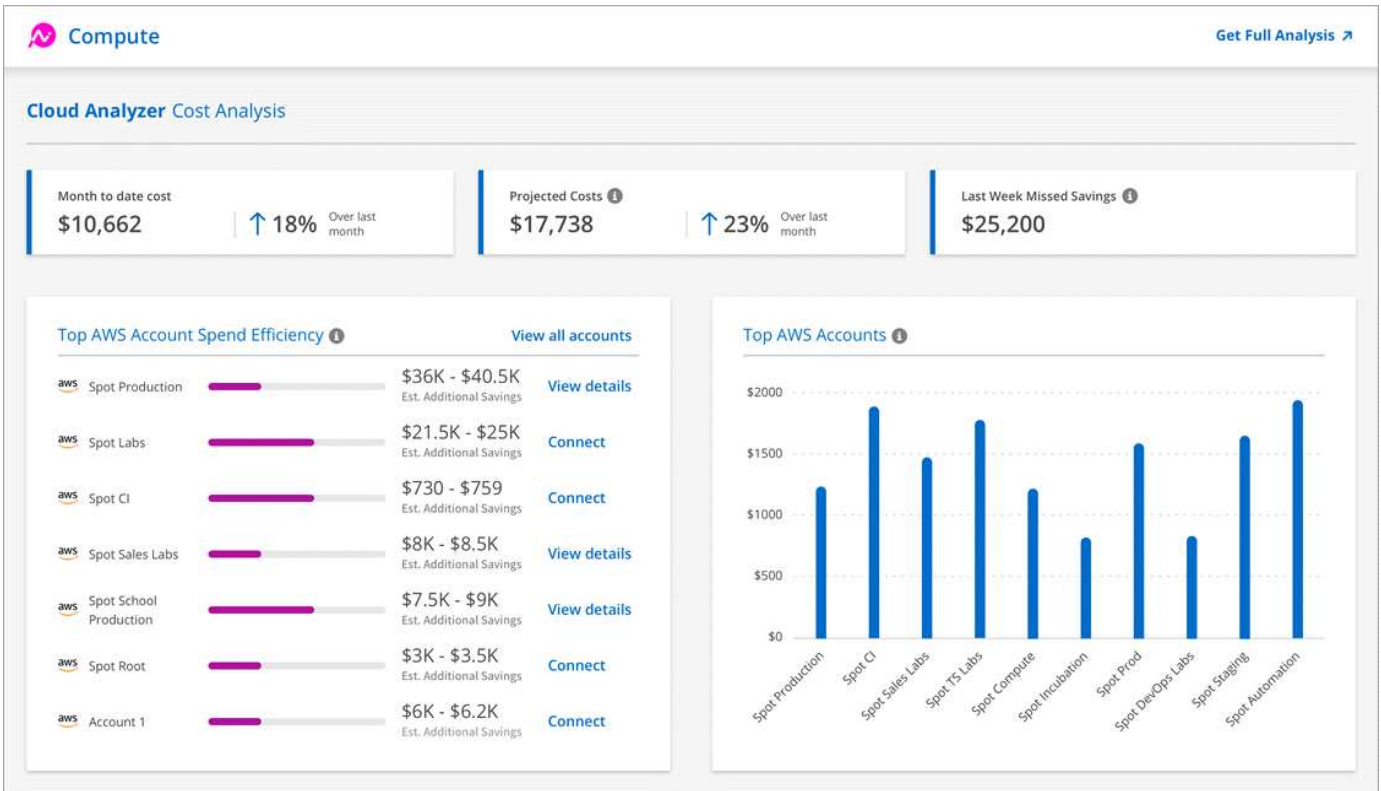 Compute
Get Full Analysis
Cloud Analyzer Cost Analysis
Month to date cost
$10,662
18%
Over last
month
Projected Costs
$17,738
23%
Over last
month
Last Week Missed Savings
$25,200
Top AWS Account Spend Efficiency
View all accounts
aws Spot Production
$36K - $40.5K
Est. Additional Savings
View details
aws Spot Labs
$21.5K - $25K
Est. Additional Savings
Connect
aws Spot CI
$730 - $759
Est. Additional Savings
Connect
aws Spot Sales Labs
$8K - $8.5K
Est. Additional Savings
View details
aws Spot School
Production
$7.5K - $9K
Est. Additional Savings
View details
aws Spot Root
$3K - $3.5K
Est. Additional Savings
Connect
aws Account 1
$6K - $6.2K
Est. Additional Savings
Connect
Top AWS Accounts
$2000
$1500
$1000
$500
$0
Spot Production
Spot CI
Spot Sales Labs
Spot TS Labs
Spot Compute
Spot Incubation
Spot Prod
Spot DevOps Labs
Spot Staging
Spot Automation